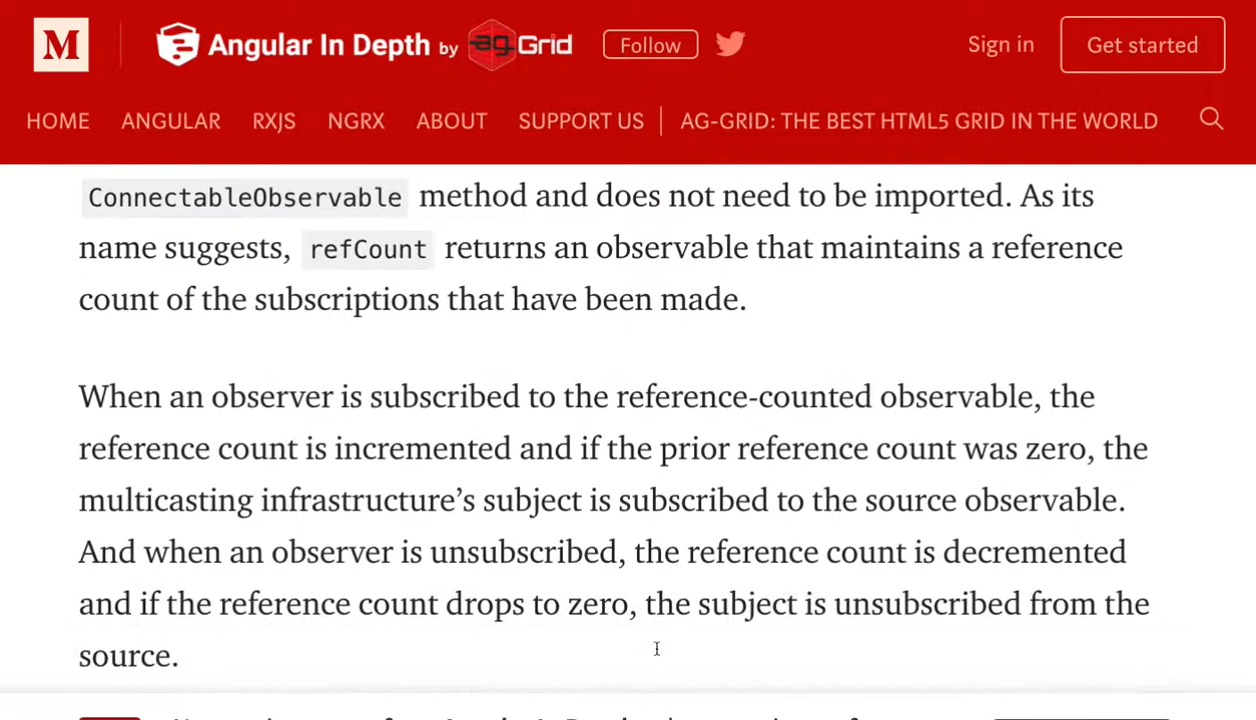 M Angular In Depth by ag-Grid Follow Sign in Get started
HOME ANGULAR RXJS NGRX ABOUT SUPPORT US AG-GRID: THE BEST HTML5 GRID IN THE WORLD
ConnectableObservable method and does not need to be imported. As its
name suggests, refCount returns an observable that maintains a reference
count of the subscriptions that have been made.
When an observer is subscribed to the reference-counted observable, the
reference count is incremented and if the prior reference count was zero, the
multicasting infrastructure’s subject is subscribed to the source observable.
And when an observer is unsubscribed, the reference count is decremented
and if the reference count drops to zero, the subject is unsubscribed from the
source.